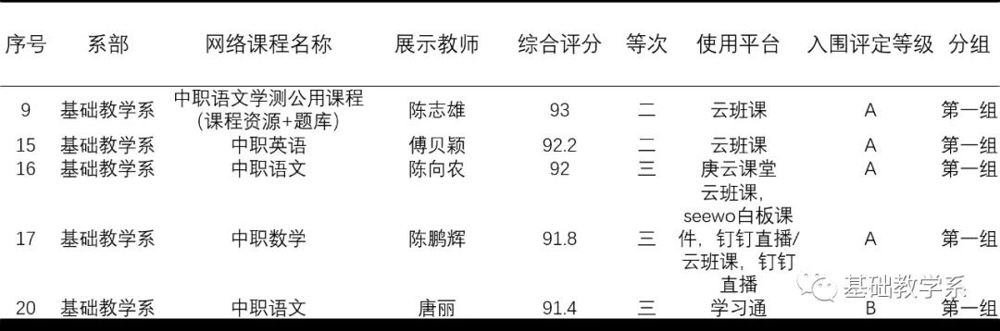 序号 系部 网络课程名称 展示教师 综合评分 等次 使用平台 入围评定等级 分组
9 基础教学系 中职语文学测公用课程 (课程资源+题库) 陈志雄 93 二 云班课 A 第一组
15 基础教学系 中职英语 傅贝颖 92.2 二 云班课 A 第一组
16 基础教学系 中职语文 陈向农 92 三 庚云课堂 A 第一组
云班课，
seewo白板课
17 基础教学系 中职数学 陈鹏辉 91.8 三 件，钉钉直播/ A 第一组
云班课，钉钉
直播
20 基础教学系 中职语文 唐丽 91.4 三 学习通 B 第一组
基础教学系